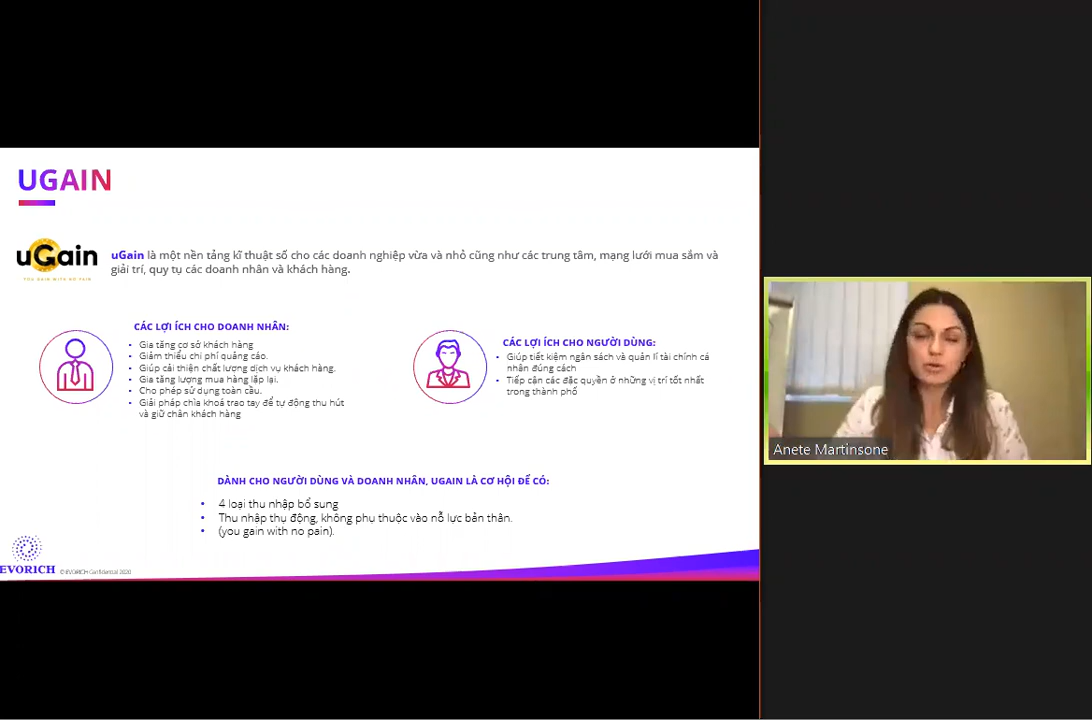 UGAIN
uGain
YOU GAIN WITH NO PAIN
uGain là một nền tảng kĩ thuật số cho các doanh nghiệp vừa và nhỏ cũng như các trung tâm, mạng lưới mua sắm và
giải trí, quy tụ các doanh nhân và khách hàng.
CÁC LỢI ÍCH CHO DOANH NHÂN:
• Gia tăng cơ sở khách hàng
• Giảm thiểu chi phí quảng cáo.
• Giúp cải thiện chất lượng dịch vụ khách hàng.
• Gia tăng lượng mua hàng lặp lại.
• Cho phép sử dụng toàn cầu.
• Giải pháp chìa khoá trao tay để tự động thu hút
và giữ chân khách hàng
CÁC LỢI ÍCH CHO NGƯỜI DÙNG:
• Giúp tiết kiệm ngân sách và quản lí tài chính cá
nhân đúng cách
• Tiếp cận các đặc quyền ở những vị trí tốt nhất
trong thành phố
DÀNH CHO NGƯỜI DÙNG VÀ DOANH NHÂN, UGAIN LÀ CƠ HỘI ĐỂ CÓ:
• 4 loại thu nhập bổ sung
• Thu nhập thụ động, không phụ thuộc vào nỗ lực bản thân.
• (you gain with no pain).
EVORICH
© EVORICH Confidential 2020
Anete Martinsone